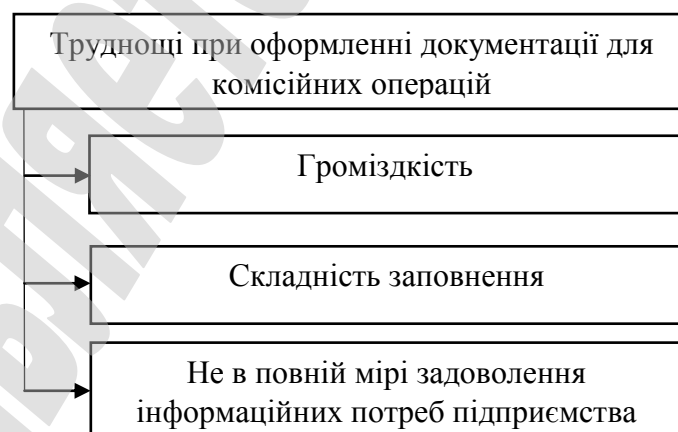 Труднощі при оформленні документації для
комісійних операцій
Громіздкість
Складність заповнення
Не в повній мірі задоволення
інформаційних потреб підприємства